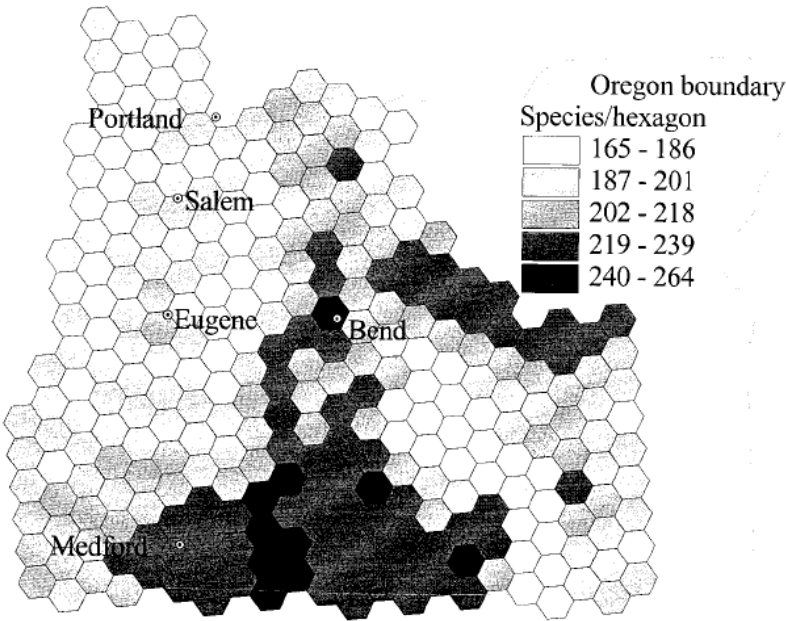 Oregon boundary
Species/hexagon
165 - 186
187 - 201
202 - 218
219 - 239
240 - 264
Portland
Salem
Eugene
Bend
Medford